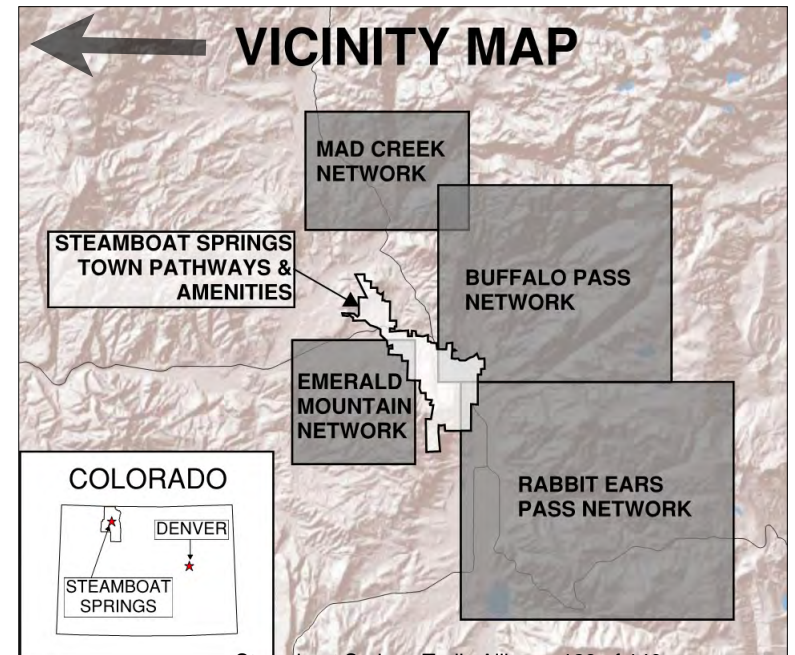 VICINITY MAP
MAD CREEK
NETWORK
STEAMBOAT SPRINGS
TOWN PATHWAYS &
AMENITIES
BUFFALO PASS
NETWORK
EMERALD
MOUNTAIN
NETWORK
RABBIT EARS
PASS NETWORK
COLORADO
DENVER
STEAMBOAT
SPRINGS